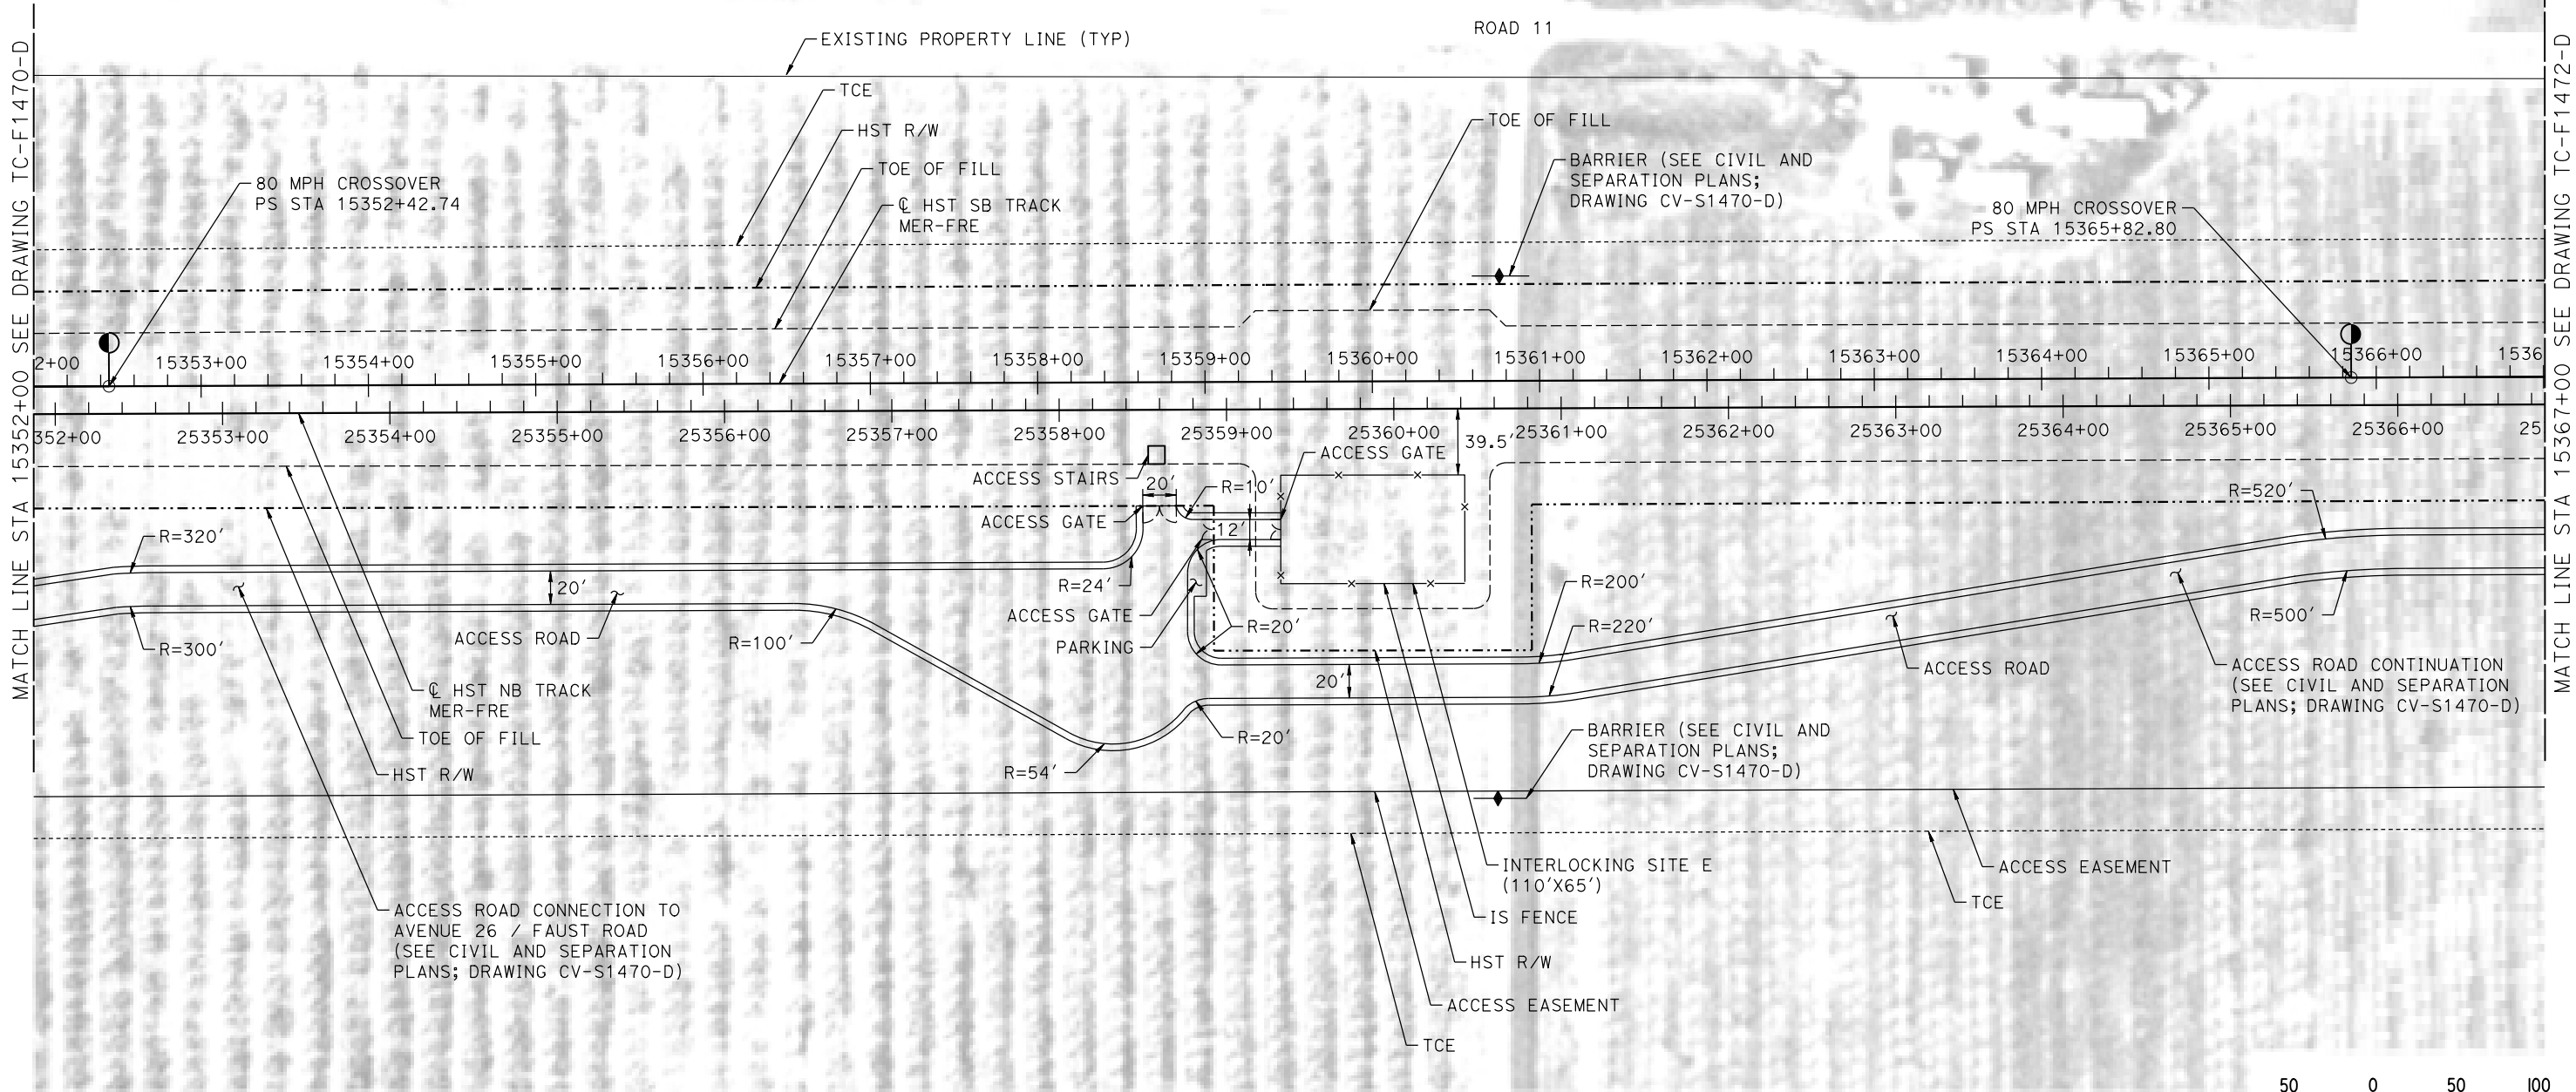 ROAD 11
EXISTING PROPERTY LINE (TYP)
TCE
HST R/W
TOE OF FILL
℄ HST SB TRACK
MER-FRE
TOE OF FILL
BARRIER (SEE CIVIL AND
SEPARATION PLANS;
DRAWING CV-S1470-D)
80 MPH CROSSOVER
PS STA 15352+42.74
80 MPH CROSSOVER
PS STA 15365+82.80
MATCH LINE STA 15352+00 SEE DRAWING TC-F1470-D
MATCH LINE STA 15367+00 SEE DRAWING TC-F1472-D
2+00 15353+00 15354+00 15355+00 15356+00 15357+00 15358+00 15359+00 15360+00 15361+00 15362+00 15363+00 15364+00 15365+00 15366+00 1536
352+00 25353+00 25354+00 25355+00 25356+00 25357+00 25358+00 25359+00 25360+00 25361+00 25362+00 25363+00 25364+00 25365+00 25366+00 25
39.5′
ACCESS GATE
ACCESS STAIRS
20′
R=10′
ACCESS GATE
12′
R=520′
R=320′
R=24′
20′
R=200′
ACCESS GATE
R=500′
R=300′
ACCESS ROAD
R=100′
R=20′
R=220′
PARKING
20′
ACCESS ROAD
ACCESS ROAD CONTINUATION
(SEE CIVIL AND SEPARATION
PLANS; DRAWING CV-S1470-D)
℄ HST NB TRACK
MER-FRE
TOE OF FILL
HST R/W
R=54′
R=20′
BARRIER (SEE CIVIL AND
SEPARATION PLANS;
DRAWING CV-S1470-D)
INTERLOCKING SITE E
(110′X65′)
IS FENCE
HST R/W
ACCESS EASEMENT
TCE
ACCESS EASEMENT
TCE
ACCESS ROAD CONNECTION TO
AVENUE 26 / FAUST ROAD
(SEE CIVIL AND SEPARATION
PLANS; DRAWING CV-S1470-D)
50 0 50 100